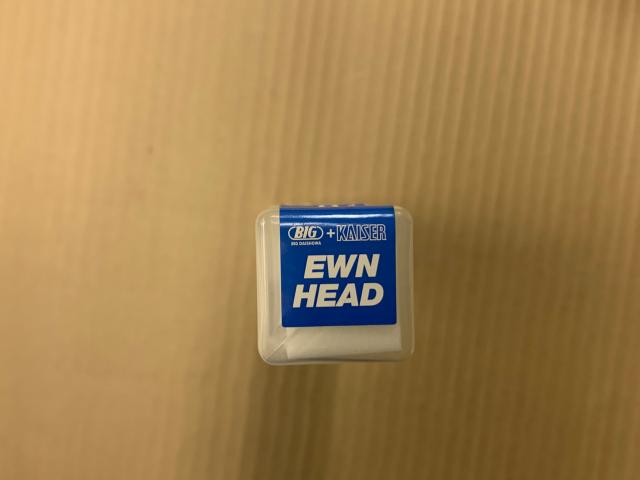 BIG + KAISER
BIG DAISHOWA
EWN
HEAD